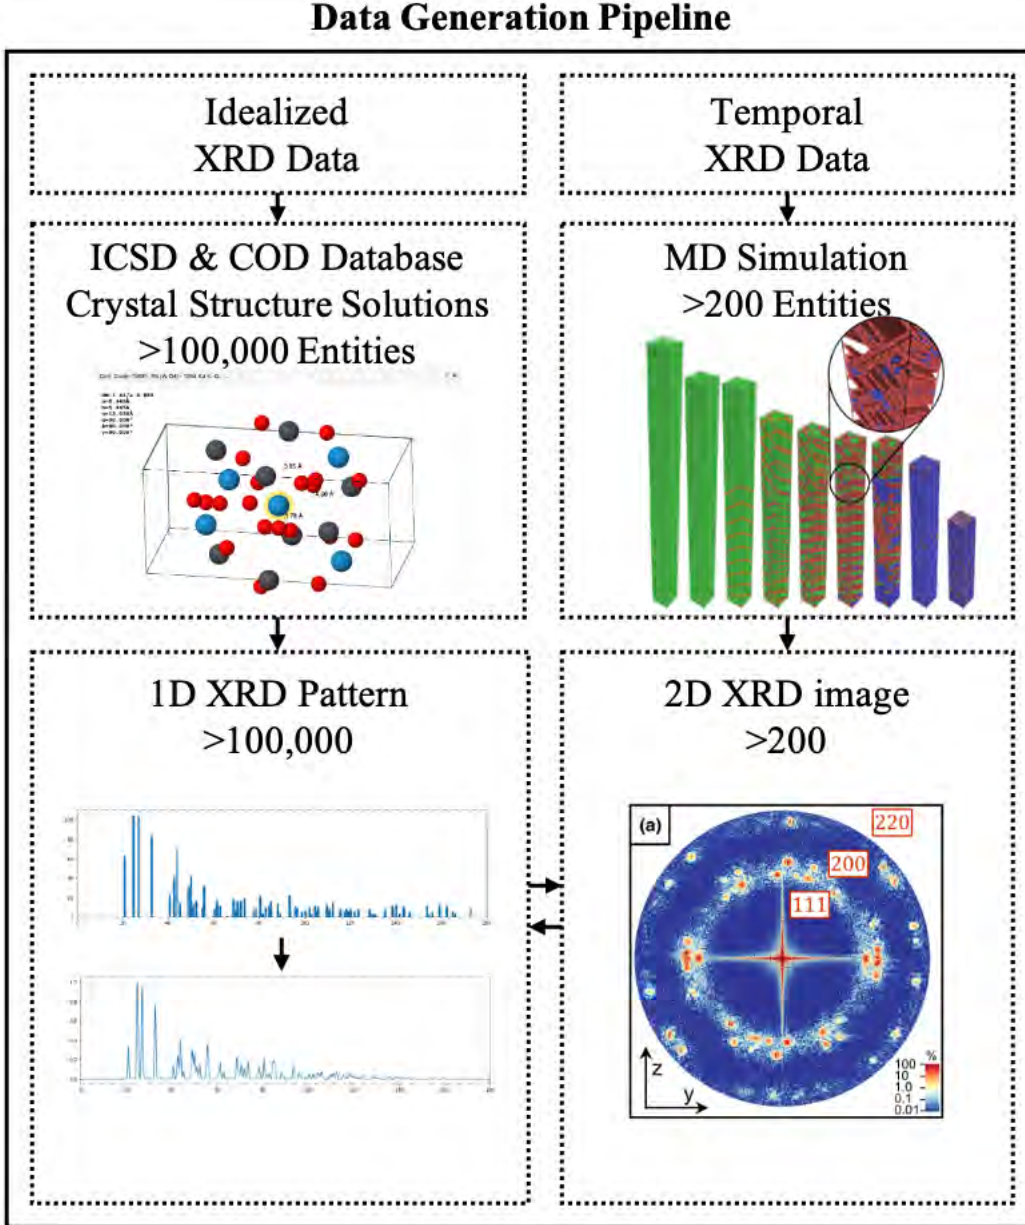 Data Generation Pipeline
Idealized
XRD Data
Temporal
XRD Data
ICSD & COD Database
Crystal Structure Solutions
>100,000 Entities
MD Simulation
>200 Entities
1D XRD Pattern
>100,000
2D XRD image
>200
(a)
220
200
111
z
y
%
100
10
1.0
0.1
0.01